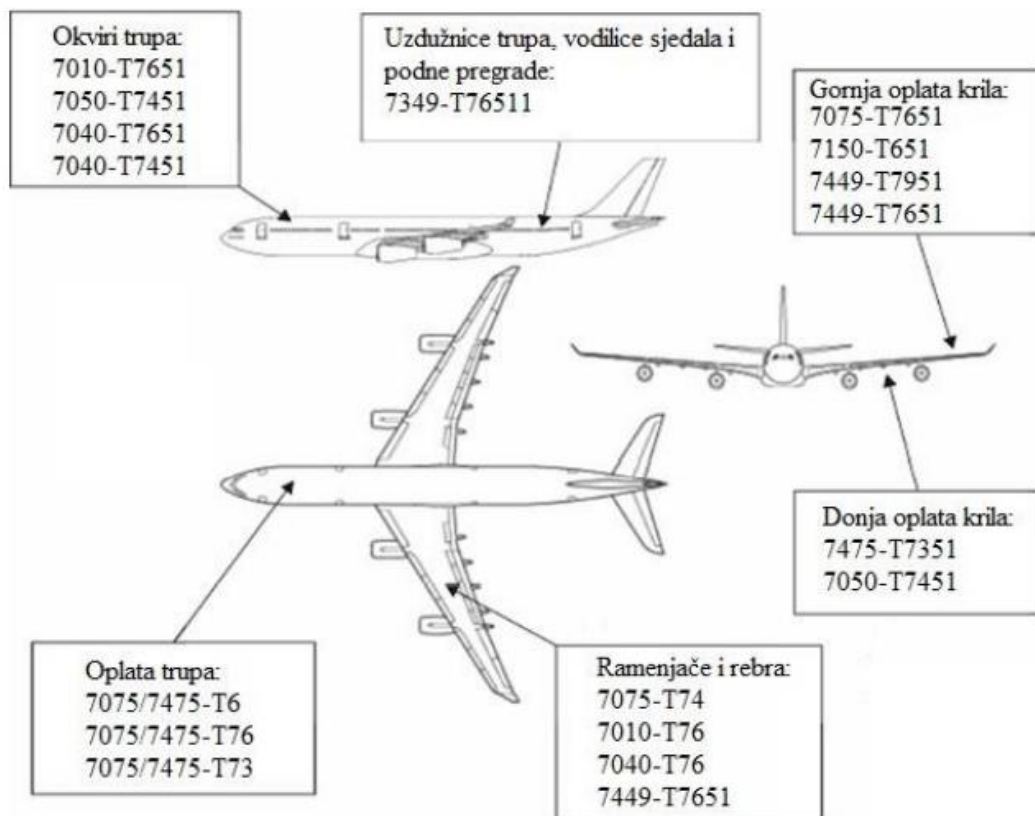 Okviri trupa:
7010-T7651
7050-T7451
7040-T7651
7040-T7451
Uzdužnice trupa, vodilice sjedala i
podne pregrade:
7349-T76511
Gornja oplata krila:
7075-T7651
7150-T651
7449-T7951
7449-T7651
Donja oplata krila:
7475-T7351
7050-T7451
Oplata trupa:
7075/7475-T6
7075/7475-T76
7075/7475-T73
Ramenjače i rebra:
7075-T74
7010-T76
7040-T76
7449-T7651